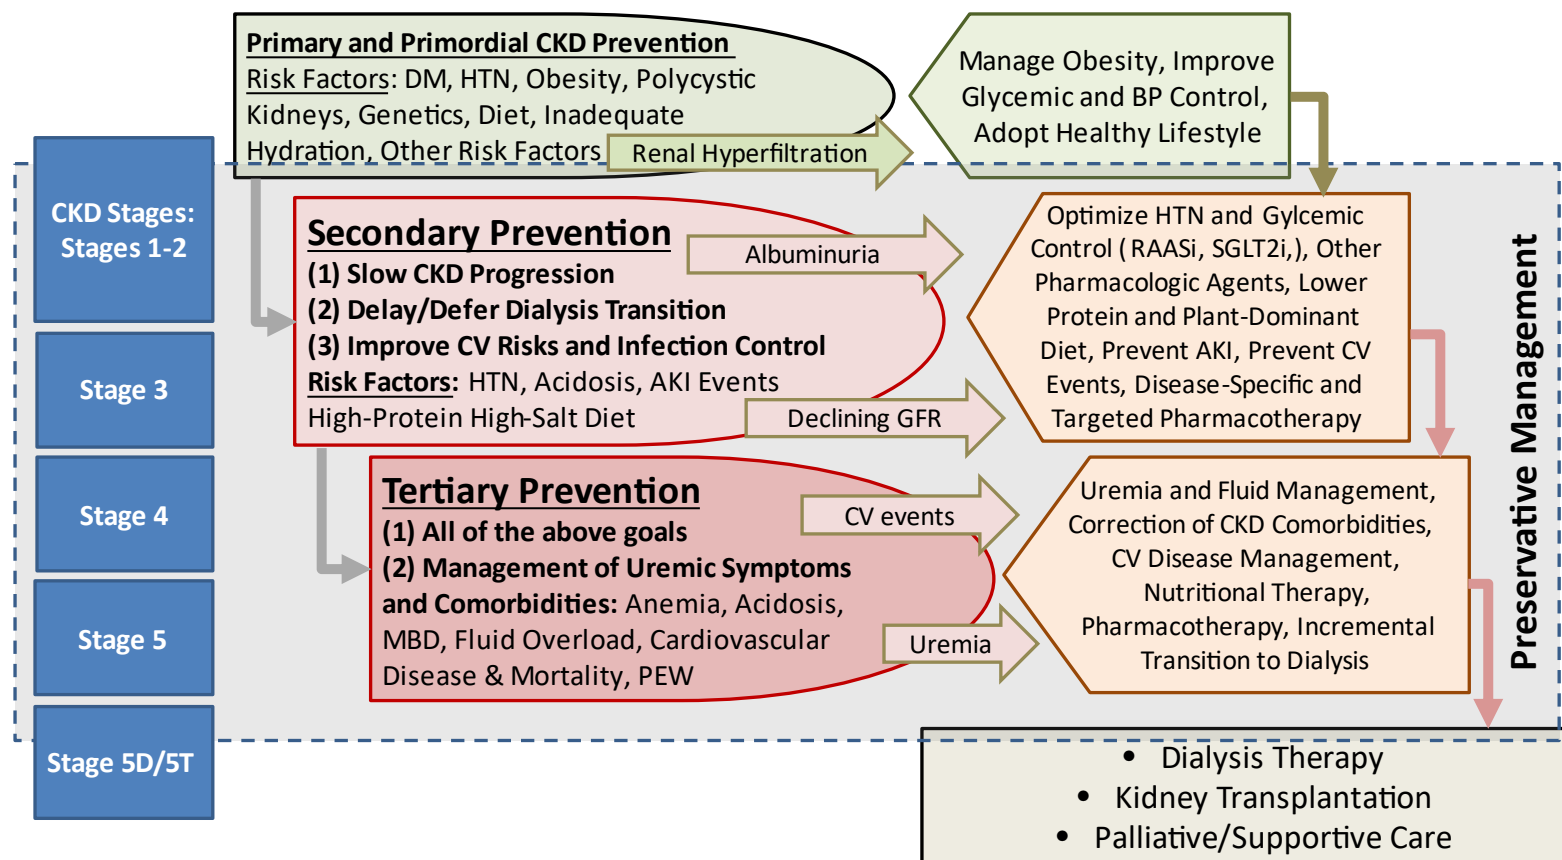 Primary and Primordial CKD Prevention
Risk Factors: DM, HTN, Obesity, Polycystic
Kidneys, Genetics, Diet, Inadequate
Hydration, Other Risk Factors
Renal Hyperfiltration
Manage Obesity, Improve
Glycemic and BP Control,
Adopt Healthy Lifestyle
CKD Stages:
Stages 1-2
Stage 3
Stage 4
Stage 5
Stage 5D/5T
Secondary Prevention
(1) Slow CKD Progression
(2) Delay/Defer Dialysis Transition
(3) Improve CV Risks and Infection Control
Risk Factors: HTN, Acidosis, AKI Events
High-Protein High-Salt Diet
Albuminuria
Declining GFR
Optimize HTN and Gylcemic
Control (RAASi, SGLT2i,), Other
Pharmacologic Agents, Lower
Protein and Plant-Dominant
Diet, Prevent AKI, Prevent CV
Events, Disease-Specific and
Targeted Pharmacotherapy
Tertiary Prevention
(1) All of the above goals
(2) Management of Uremic Symptoms
and Comorbidities: Anemia, Acidosis,
MBD, Fluid Overload, Cardiovascular
Disease & Mortality, PEW
CV events
Uremia
Uremia and Fluid Management,
Correction of CKD Comorbidities,
CV Disease Management,
Nutritional Therapy,
Pharmacotherapy, Incremental
Transition to Dialysis
Preservative Management
• Dialysis Therapy
• Kidney Transplantation
• Palliative/Supportive Care